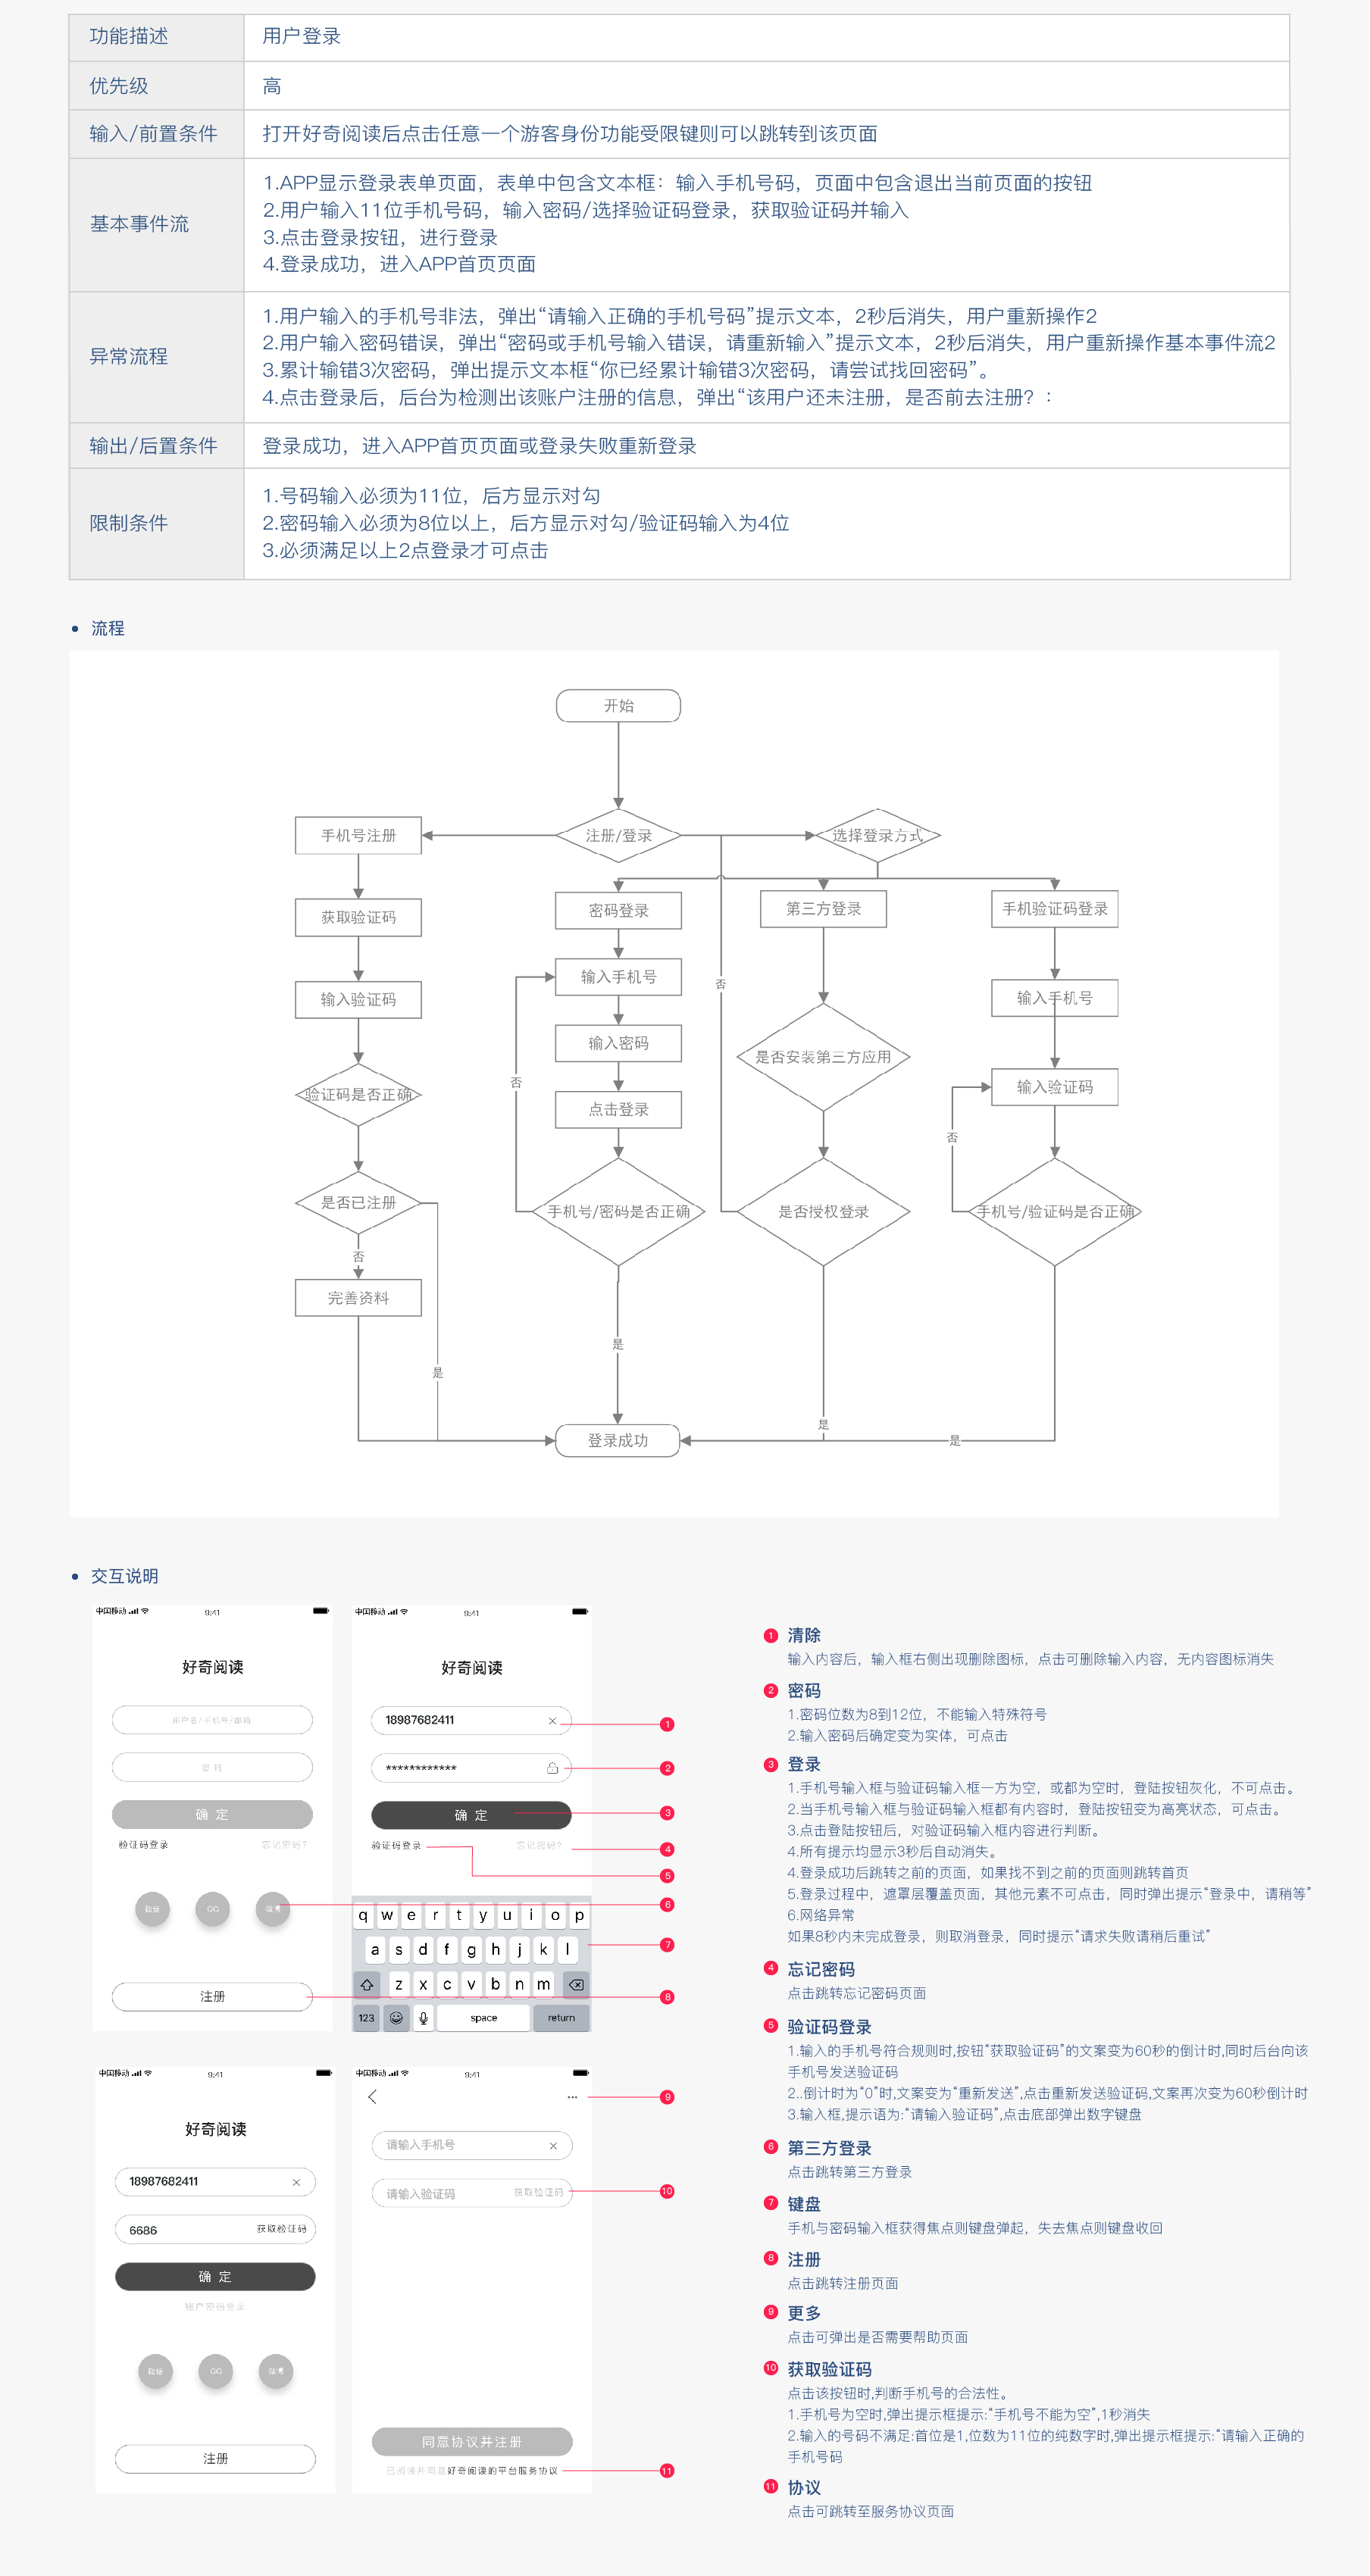 功能描述
用户登录
优先级
高
输入/前置条件
打开好奇阅读后点击任意一个游客身份功能受限键则可以跳转到该页面
基本事件流
1.APP显示登录表单页面，表单中包含文本框：输入手机号码，页面中包含退出当前页面的按钮
2.用户输入11位手机号码，输入密码/选择验证码登录，获取验证码并输入
3.点击登录按钮，进行登录
4.登录成功，进入APP首页页面
异常流程
1.用户输入的手机号非法，弹出“请输入正确的手机号码”提示文本，2秒后消失，用户重新操作2
2.用户输入密码错误，弹出“密码或手机号输入错误，请重新输入”提示文本，2秒后消失，用户重新操作基本事件流2
3.累计输错3次密码，弹出提示文本框“你已经累计输错3次密码，请尝试找回密码”。
4.点击登录后，后台为检测出该账户注册的信息，弹出“该用户还未注册，是否前去注册？：
输出/后置条件
登录成功，进入APP首页页面或登录失败重新登录
限制条件
1.号码输入必须为11位，后方显示对勾
2.密码输入必须为8位以上，后方显示对勾/验证码输入为4位
3.必须满足以上2点登录才可点击
流程
开始
手机号注册
注册/登录
选择登录方式
获取验证码
密码登录
第三方登录
手机验证码登录
输入验证码
输入手机号
否
输入手机号
输入密码
是否安装第三方应用
否
输入验证码
验证码是否正确
点击登录
否
是否已注册
手机号/密码是否正确
是否授权登录
手机号/验证码是否正确
否
完善资料
是
是
是
登录成功
是
交互说明
中国移动
9:41
好奇阅读
用户名/手机号/邮箱
密 码
确 定
验证码登录
忘记密码?
微信
QQ
微博
注册
中国移动
9:41
好奇阅读
18987682411
************
确 定
验证码登录
忘记密码?
q w e r t y u i o p
a s d f g h j k l
z x c v b n m
123
space
return
1
2
3
4
5
6
7
8
中国移动
9:41
好奇阅读
18987682411
6686
获取验证码
确 定
账户密码登录
微信
QQ
微博
注册
中国移动
9:41
请输入手机号
请输入验证码
获取验证码
同意协议并注册
已阅读并同意好奇阅读的平台服务协议
9
10
11
1 清除
输入内容后，输入框右侧出现删除图标，点击可删除输入内容，无内容图标消失
2 密码
1.密码位数为8到12位，不能输入特殊符号
2.输入密码后确定变为实体，可点击
3 登录
1.手机号输入框与验证码输入框一方为空，或都为空时，登陆按钮灰化，不可点击。
2.当手机号输入框与验证码输入框都有内容时，登陆按钮变为高亮状态，可点击。
3.点击登陆按钮后，对验证码输入框内容进行判断。
4.所有提示均显示3秒后自动消失。
4.登录成功后跳转之前的页面，如果找不到之前的页面则跳转首页
5.登录过程中，遮罩层覆盖页面，其他元素不可点击，同时弹出提示“登录中，请稍等”
6.网络异常
如果8秒内未完成登录，则取消登录，同时提示“请求失败请稍后重试”
4 忘记密码
点击跳转忘记密码页面
5 验证码登录
1.输入的手机号符合规则时,按钮“获取验证码”的文案变为60秒的倒计时,同时后台向该
手机号发送验证码
2..倒计时为“0”时,文案变为“重新发送”,点击重新发送验证码,文案再次变为60秒倒计时
3.输入框,提示语为:“请输入验证码”,点击底部弹出数字键盘
6 第三方登录
点击跳转第三方登录
7 键盘
手机与密码输入框获得焦点则键盘弹起，失去焦点则键盘收回
8 注册
点击跳转注册页面
9 更多
点击可弹出是否需要帮助页面
10 获取验证码
点击该按钮时,判断手机号的合法性。
1.手机号为空时,弹出提示框提示:“手机号不能为空”,1秒消失
2.输入的号码不满足:首位是1,位数为11位的纯数字时,弹出提示框提示:“请输入正确的
手机号码
11 协议
点击可跳转至服务协议页面